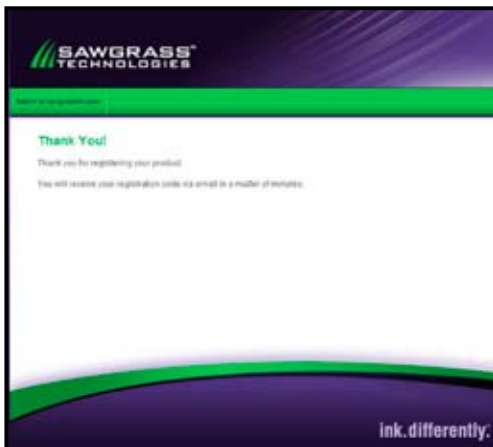 SAWGRASS
TECHNOLOGIES
Thank You!
Thank you for registering your product.
You will receive your registration code via email in a matter of minutes.
ink.differently.